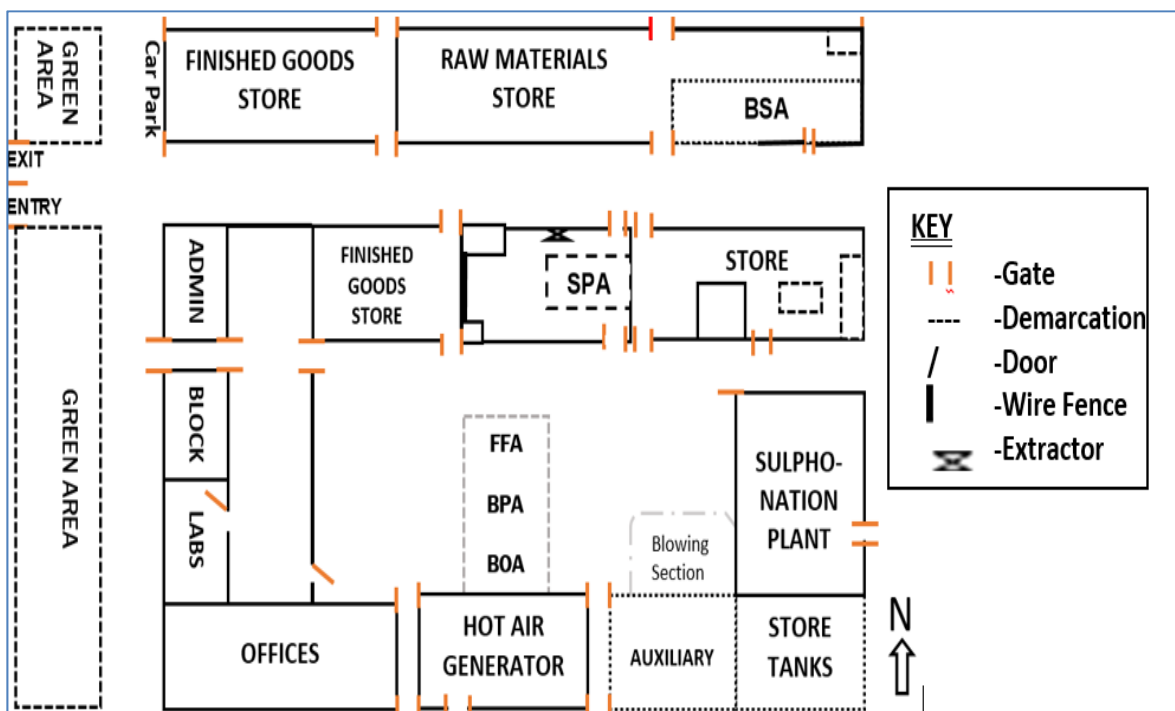 GREEN
AREA
Car Park
FINISHED GOODS
STORE
RAW MATERIALS
STORE
BSA
EXIT
ENTRY
ADMIN
FINISHED
GOODS
STORE
SPA
STORE
KEY
-Gate
-Demarcation
-Door
-Wire Fence
-Extractor
GREEN AREA
BLOCK
LABS
FFA
BPA
BOA
Blowing
Section
SULPHO-
NATION
PLANT
OFFICES
HOT AIR
GENERATOR
AUXILIARY
STORE
TANKS
N